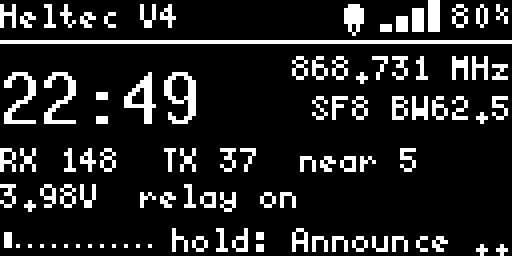 Heltec V4 80%
22:49
868.731 MHz
SF8 BW62.5
RX 148 TX 37 near 5
3.98V relay on
hold: Announce ..